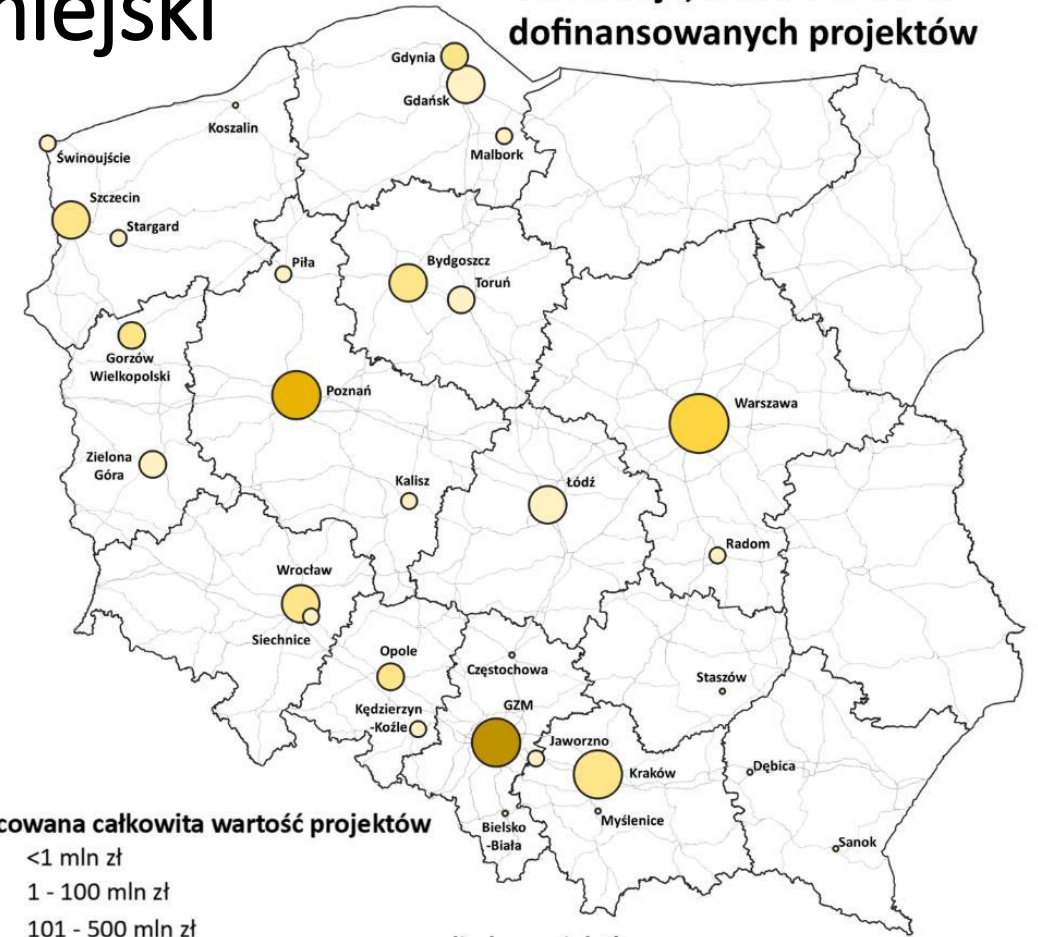 dofinansowanych projektów
Gdynia
Gdańsk
Koszalin
Malbork
Świnoujście
Szczecin
Stargard
Piła
Bydgoszcz
Toruń
Gorzów
Wielkopolski
Poznań
Warszawa
Zielona
Góra
Kalisz
Łódź
Radom
Wrocław
Siechnice
Opole
Częstochowa
Staszów
Kędzierzyn
-Koźle
GZM
Jaworzno
Kraków
Dębica
Myślenice
Bielsko
-Biała
Sanok
całkowita wartość projektów
<1 mln zł
1 - 100 mln zł
101 - 500 mln zł